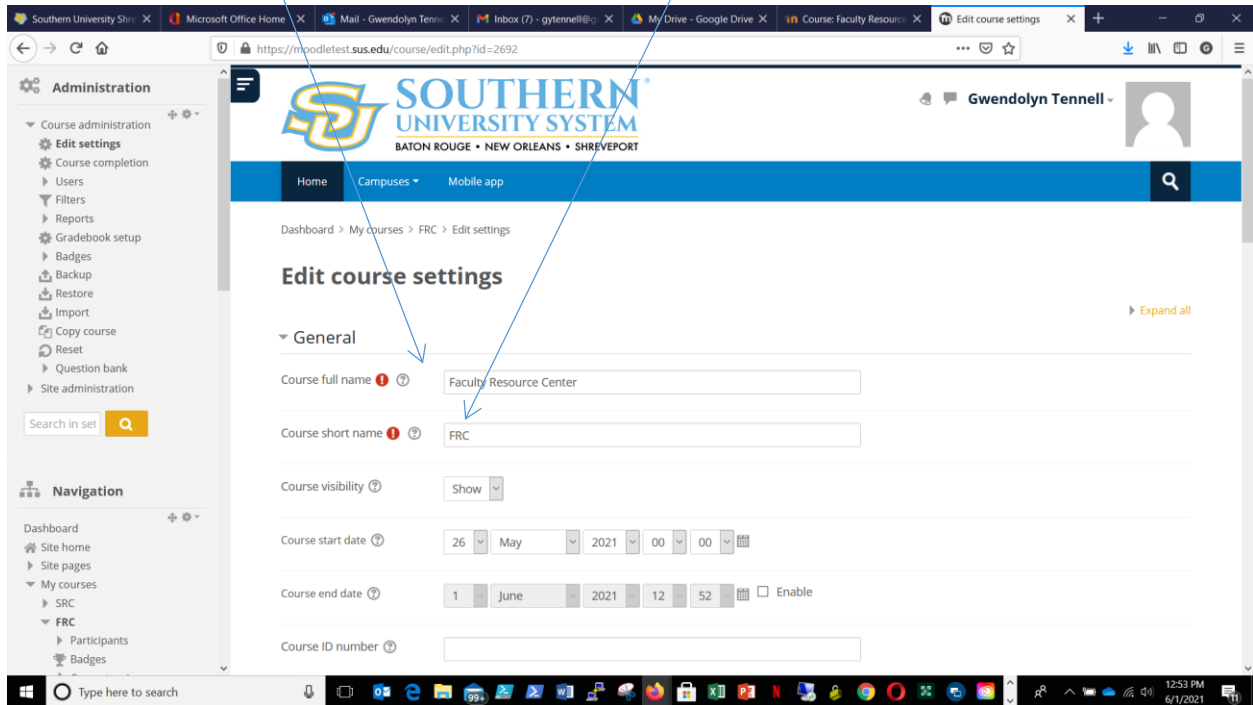 Southern University Shre
Microsoft Office Home
Mail - Gwendolyn Tenne
Inbox (7) - gytennell@g
My Drive - Google Drive
Course: Faculty Resource
Edit course settings
https://moodletest.sus.edu/course/edit.php?id=2692
Administration
Course administration
Edit settings
Course completion
Users
Filters
Reports
Gradebook setup
Badges
Backup
Restore
Import
Copy course
Reset
Question bank
Site administration
Search in set
Navigation
Dashboard
Site home
Site pages
My courses
SRC
FRC
Participants
Badges
SU
SOUTHERN
UNIVERSITY SYSTEM
BATON ROUGE • NEW ORLEANS • SHREVEPORT
Gwendolyn Tennell
Home Campuses Mobile app
Dashboard > My courses > FRC > Edit settings
Edit course settings
Expand all
General
Course full name Faculty Resource Center
Course short name FRC
Course visibility Show
Course start date 26 May 2021 00 00
Course end date 1 June 2021 12 52 Enable
Course ID number
Type here to search
99+
12:53 PM
6/1/2021
11